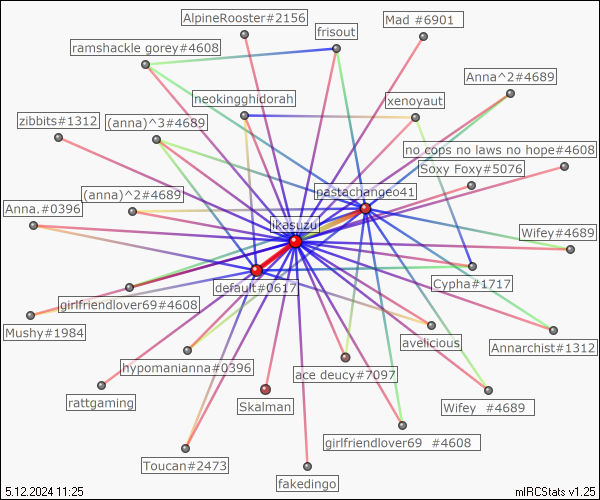 AlpineRooster#2156
Mad #6901
frisout
ramshackle gorey#4608
Anna^2#4689
neokingghidorah
xenoyaut
zibbits#1312
(anna)^3#4689
no cops no laws no hope#4608
Soxy Foxy#5076
(anna)^2#4689
pastachangeo41
Anna.#0396
ikasuzu
Wifey#4689
default#0617
Cypha#1717
girlfriendlover69#4608
Mushy#1984
avelicious
Annarchist#1312
hypomanianna#0396
ace deucy#7097
rattgaming
Skalman
Wifey #4689
girlfriendlover69 #4608
Toucan#2473
fakedingo
5.12.2024 11:25
mIRCStats v1.25